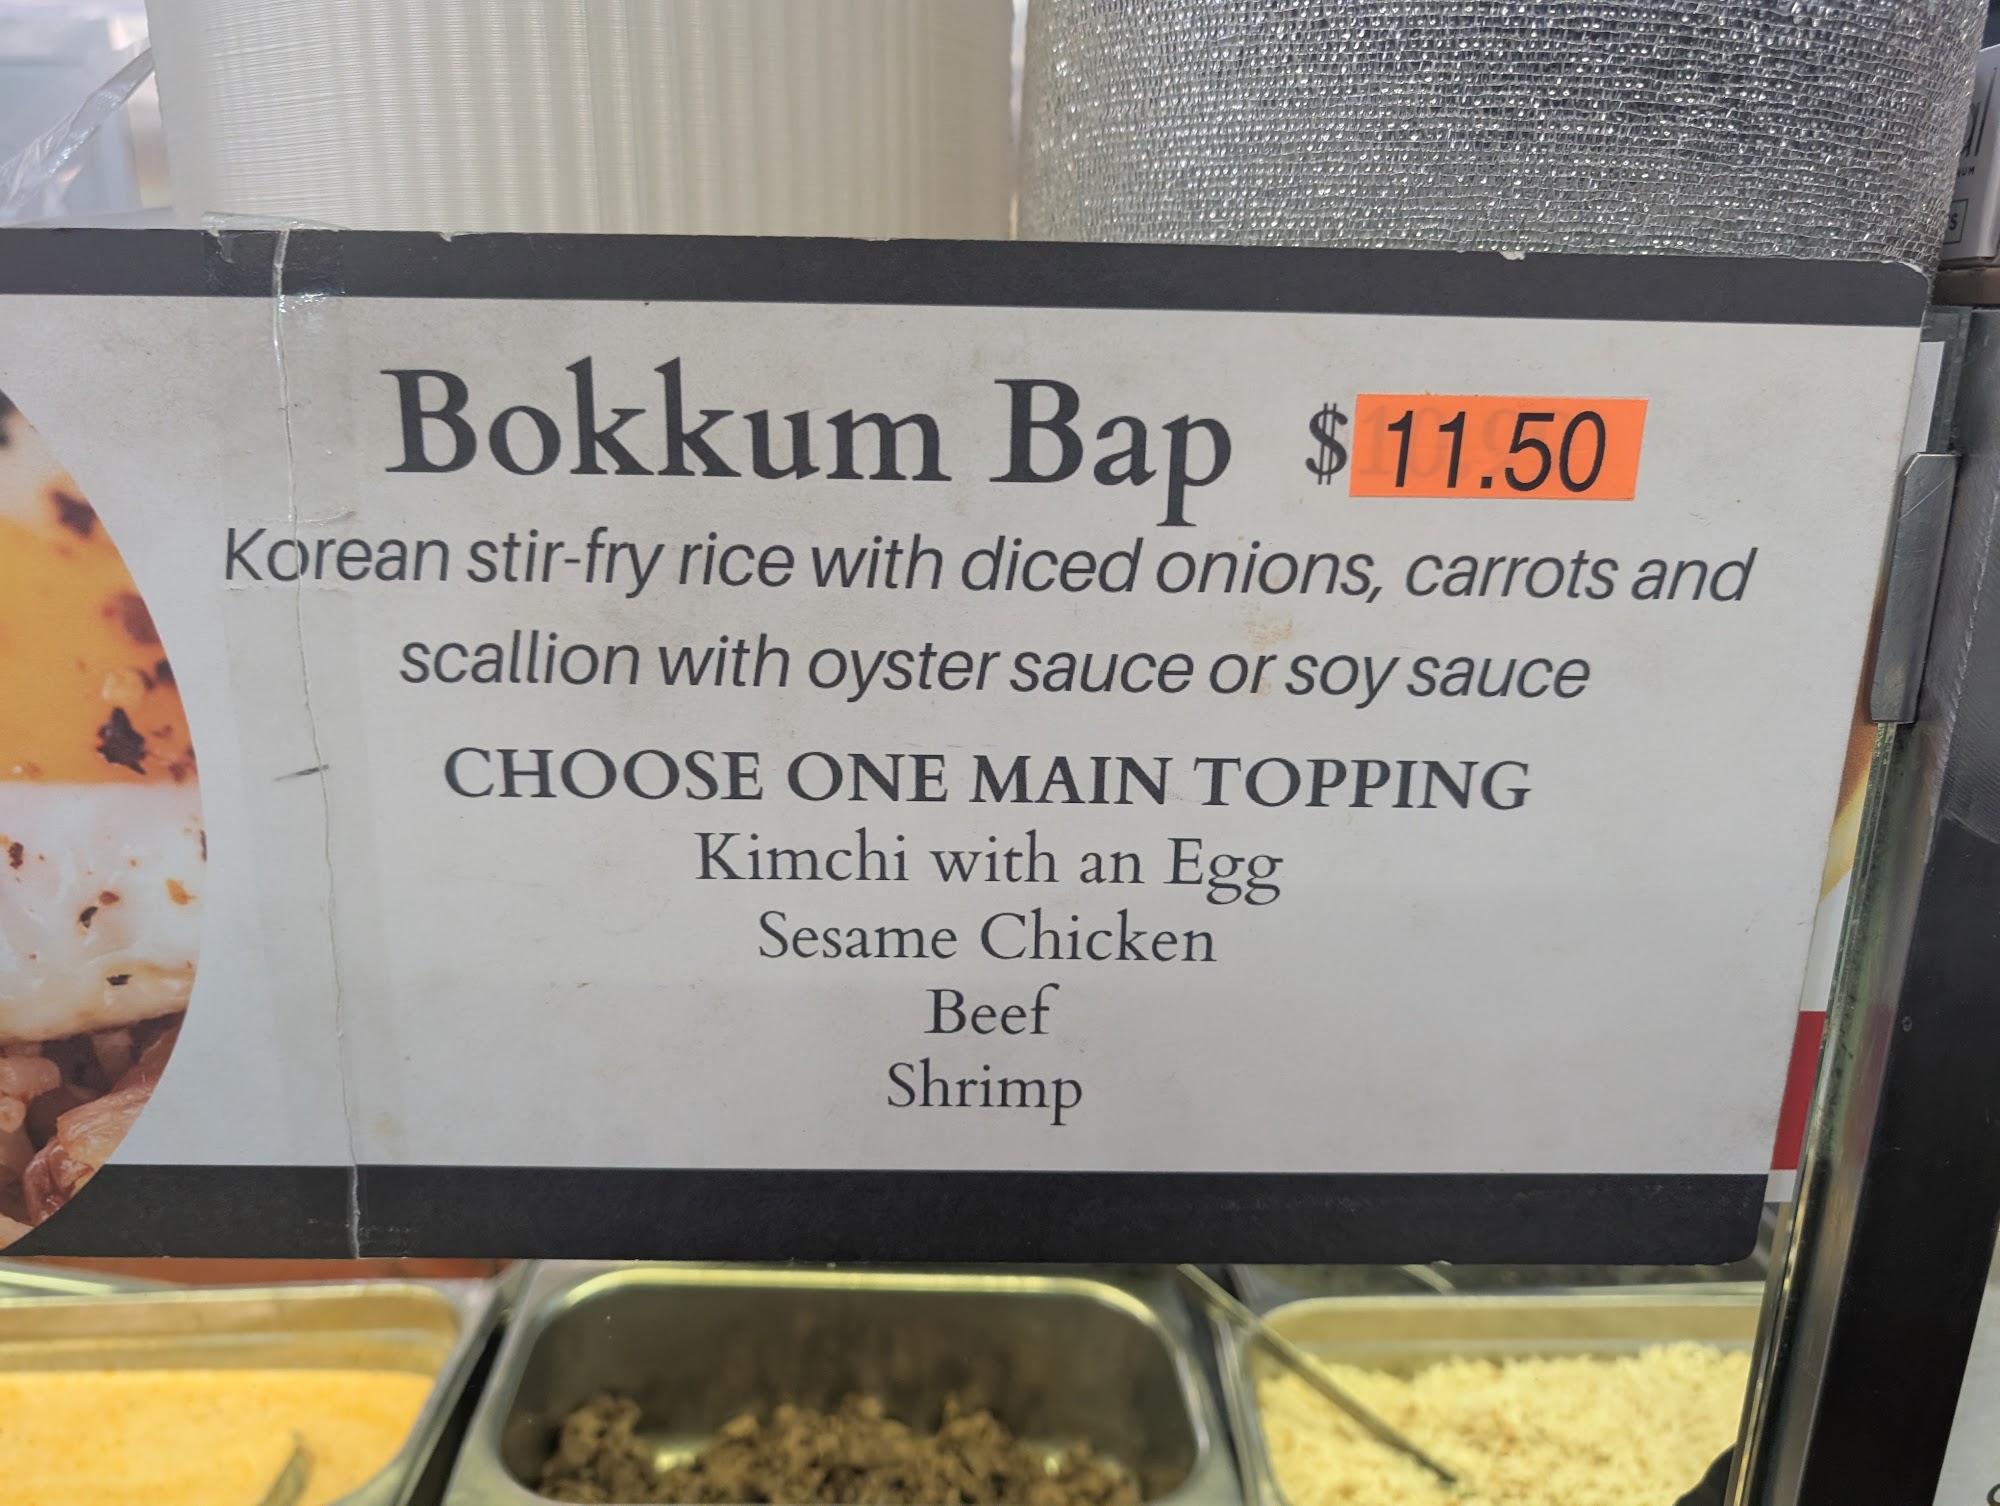 Bokkum Bap $11.50
Korean stir-fry rice with diced onions, carrots and
scallion with oyster sauce or soy sauce
CHOOSE ONE MAIN TOPPING
Kimchi with an Egg
Sesame Chicken
Beef
Shrimp